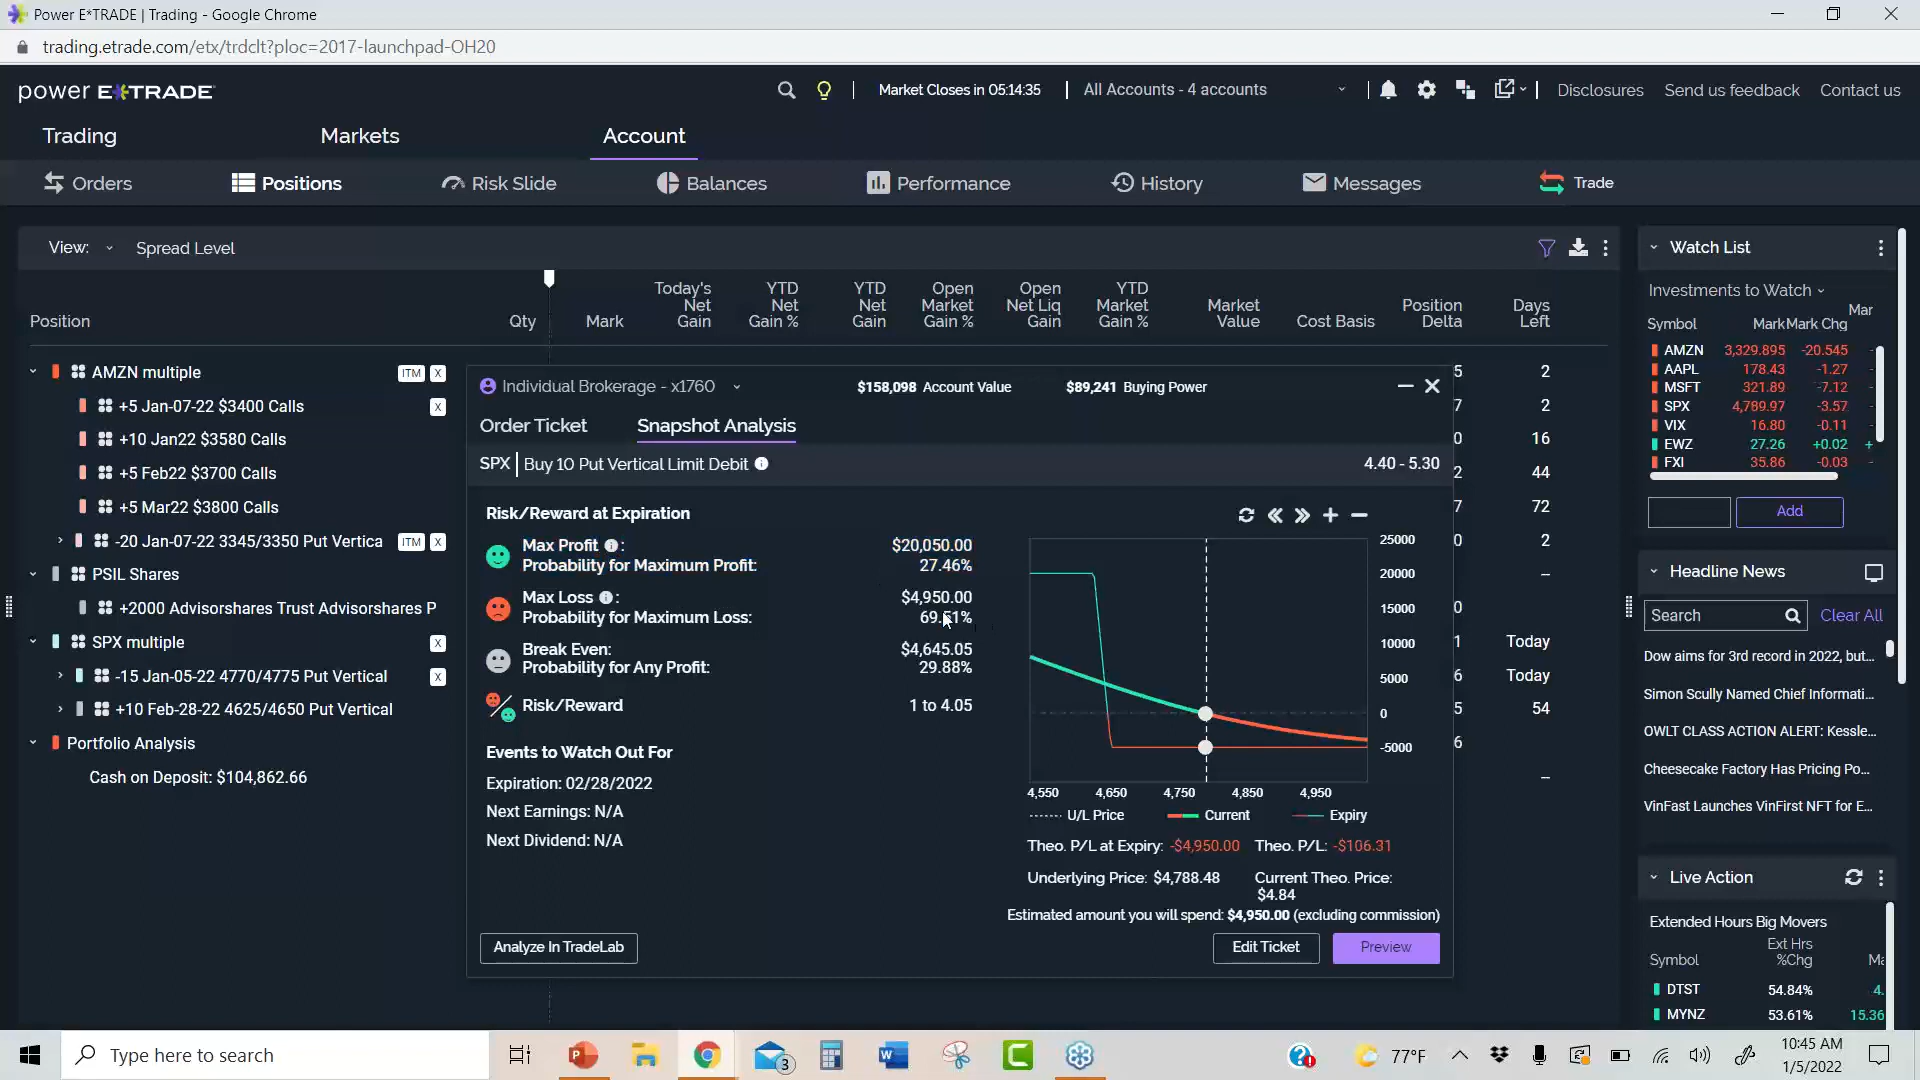 Power E*TRADE | Trading - Google Chrome
trading.etrade.com/etx/trdclt?ploc=2017-launchpad-OH20
power E*TRADE
Market Closes in 05:14:35
All Accounts - 4 accounts
Disclosures
Send us feedback
Contact us
Trading
Markets
Account
Orders
Positions
Risk Slide
Balances
Performance
History
Messages
Trade
View:
Spread Level
Position
Qty
Mark
Today's
Net
Gain
YTD
Net
Gain %
YTD
Net
Gain
Open
Market
Gain %
Open
Net Liq
Gain
YTD
Market
Gain %
Market
Value
Cost Basis
Position
Delta
Days
Left
AMZN multiple
ITM X
+5 Jan-07-22 $3400 Calls
X
+10 Jan22 $3580 Calls
+5 Feb22 $3700 Calls
+5 Mar22 $3800 Calls
-20 Jan-07-22 3345/3350 Put Vertica
ITM X
PSIL Shares
+2000 Advisorshares Trust Advisorshares P
SPX multiple
X
-15 Jan-05-22 4770/4775 Put Vertical
X
+10 Feb-28-22 4625/4650 Put Vertical
Portfolio Analysis
Cash on Deposit: $104,862.66
5 2
7 2
0 16
2 44
7 72
0 2
–
0
1 Today
6 Today
5 54
6
–
Individual Brokerage - x1760
$158,098 Account Value
$89,241 Buying Power
Order Ticket
Snapshot Analysis
SPX | Buy 10 Put Vertical Limit Debit
4.40 - 5.30
Risk/Reward at Expiration
Max Profit :
$20,050.00
Probability for Maximum Profit:
27.46%
Max Loss :
$4,950.00
Probability for Maximum Loss:
Break Even:
$4,645.05
Probability for Any Profit:
29.88%
Risk/Reward
1 to 4.05
Events to Watch Out For
Expiration: 02/28/2022
Next Earnings: N/A
Next Dividend: N/A
25000
20000
15000
10000
5000
0
-5000
4,550 4,650 4,750 4,850 4,950
U/L Price
Current
Expiry
Theo. P/L at Expiry: -$4,950.00
Theo. P/L: -$106.31
Underlying Price: $4,788.48
Current Theo. Price:
$4.84
Estimated amount you will spend: $4,950.00 (excluding commission)
Analyze In TradeLab
Edit Ticket
Preview
Watch List
Investments to Watch
Mar
Symbol Mark Mark Chg
AMZN 3,329.895 -20.545 -
AAPL 178.43 -1.27 -
MSFT 321.89 -7.12 -
SPX 4,789.97 -3.57 -
VIX 16.80 -0.11 -
EWZ 27.26 +0.02 +
FXI 35.86 -0.03 -
Add
Headline News
Search
Clear All
Dow aims for 3rd record in 2022, but...
Simon Scully Named Chief Informati...
OWLT CLASS ACTION ALERT: Kessle...
Cheesecake Factory Has Pricing Po...
VinFast Launches VinFirst NFT for E...
Live Action
Extended Hours Big Movers
Symbol
Ext Hrs
%Chg
DTST 54.84% 4.
MYNZ 53.61% 15.36
Type here to search
3
77°F
10:45 AM
1/5/2022